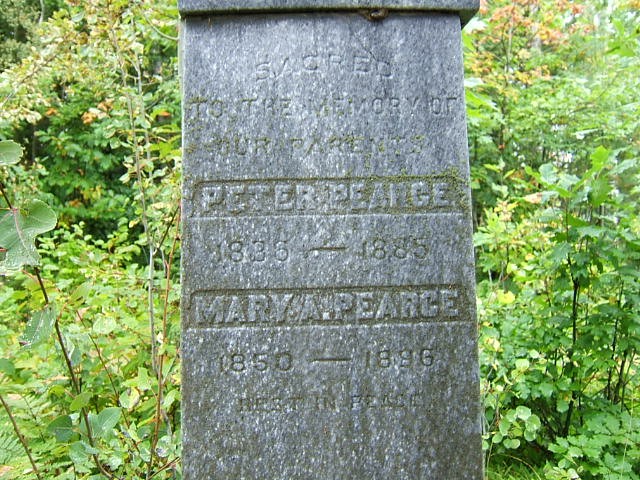 SACRED
TO THE MEMORY OF
OUR PARENTS
PETER PEARCE
1836 — 1885
MARY A. PEARCE
1850 — 1896
REST IN PEACE